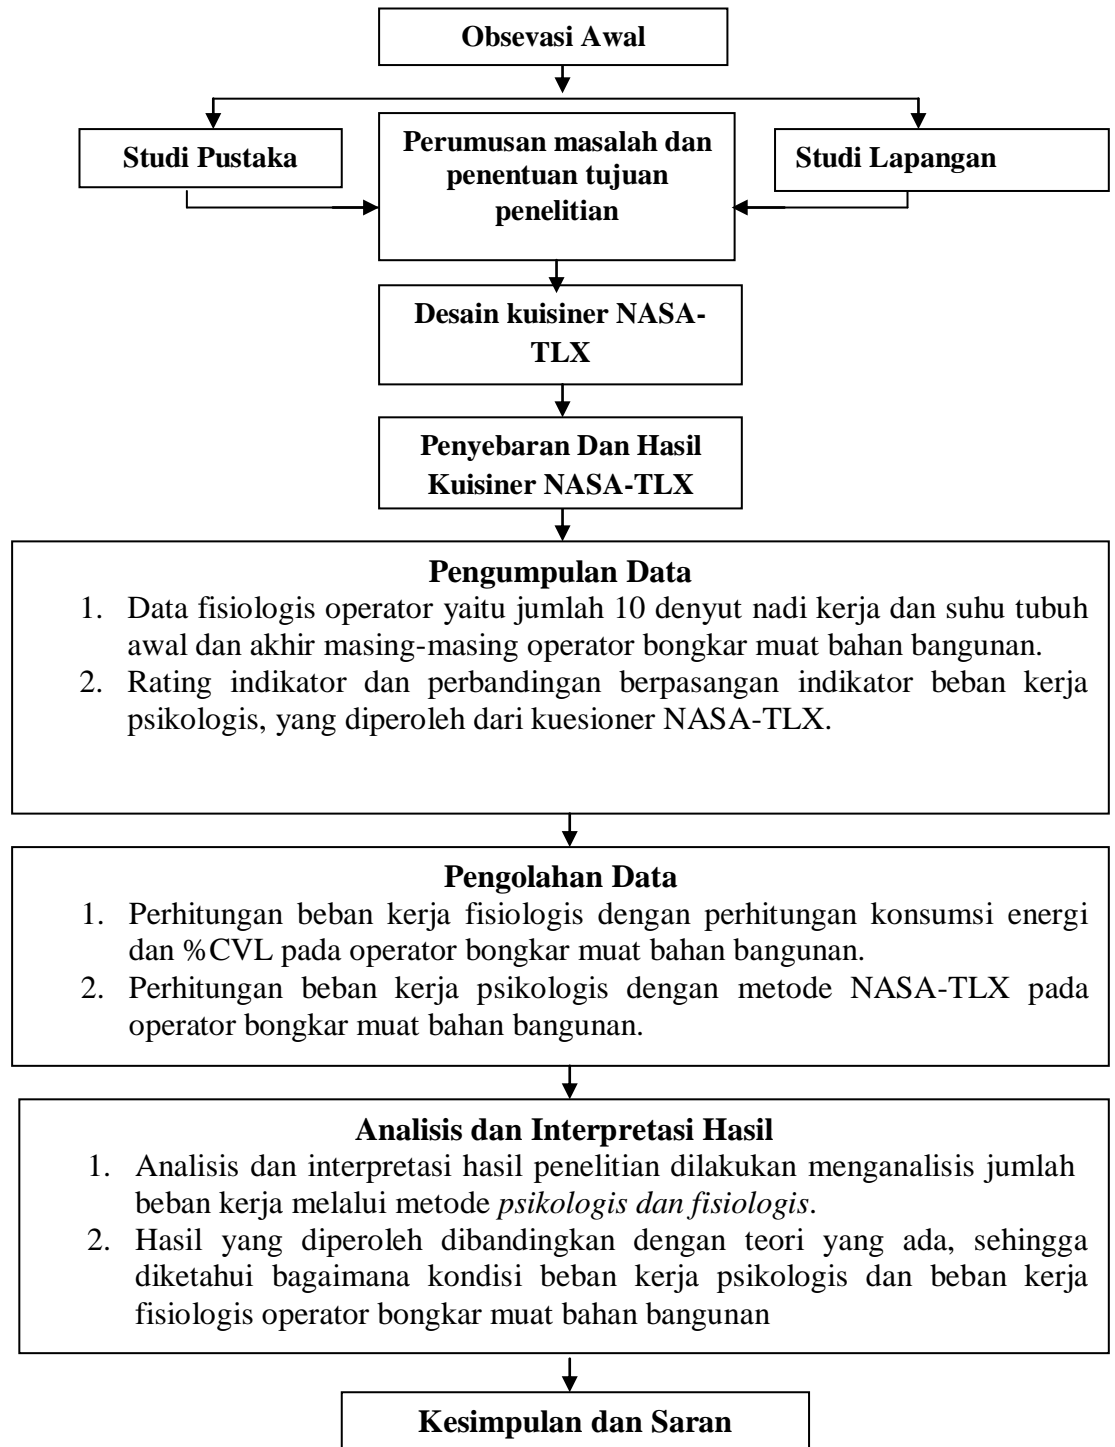 Obsevasi Awal
Studi Pustaka
Perumusan masalah dan
penentuan tujuan
penelitian
Studi Lapangan
Desain kuisiner NASA-
TLX
Penyebaran Dan Hasil
Kuisiner NASA-TLX
Pengumpulan Data
1. Data fisiologis operator yaitu jumlah 10 denyut nadi kerja dan suhu tubuh
awal dan akhir masing-masing operator bongkar muat bahan bangunan.
2. Rating indikator dan perbandingan berpasangan indikator beban kerja
psikologis, yang diperoleh dari kuesioner NASA-TLX.
Pengolahan Data
1. Perhitungan beban kerja fisiologis dengan perhitungan konsumsi energi
dan %CVL pada operator bongkar muat bahan bangunan.
2. Perhitungan beban kerja psikologis dengan metode NASA-TLX pada
operator bongkar muat bahan bangunan.
Analisis dan Interpretasi Hasil
1. Analisis dan interpretasi hasil penelitian dilakukan menganalisis jumlah
beban kerja melalui metode psikologis dan fisiologis.
2. Hasil yang diperoleh dibandingkan dengan teori yang ada, sehingga
diketahui bagaimana kondisi beban kerja psikologis dan beban kerja
fisiologis operator bongkar muat bahan bangunan
Kesimpulan dan Saran